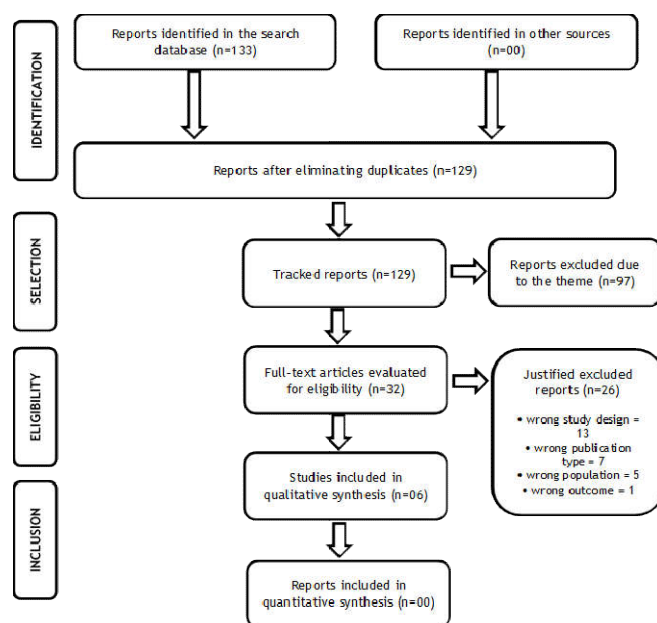 IDENTIFICATION
Reports identified in the search
database (n=133)
Reports identified in other sources
(n=00)
Reports after eliminating duplicates (n=129)
SELECTION
Tracked reports (n=129)
Reports excluded due
to the theme (n=97)
ELIGIBILITY
Full-text articles evaluated
for eligibility (n=32)
Justified excluded
reports (n=26)
• wrong study design =
13
• wrong publication
type = 7
• wrong population = 5
• wrong outcome = 1
Studies included in
qualitative synthesis (n=06)
INCLUSION
Reports included in
quantitative synthesis (n=00)